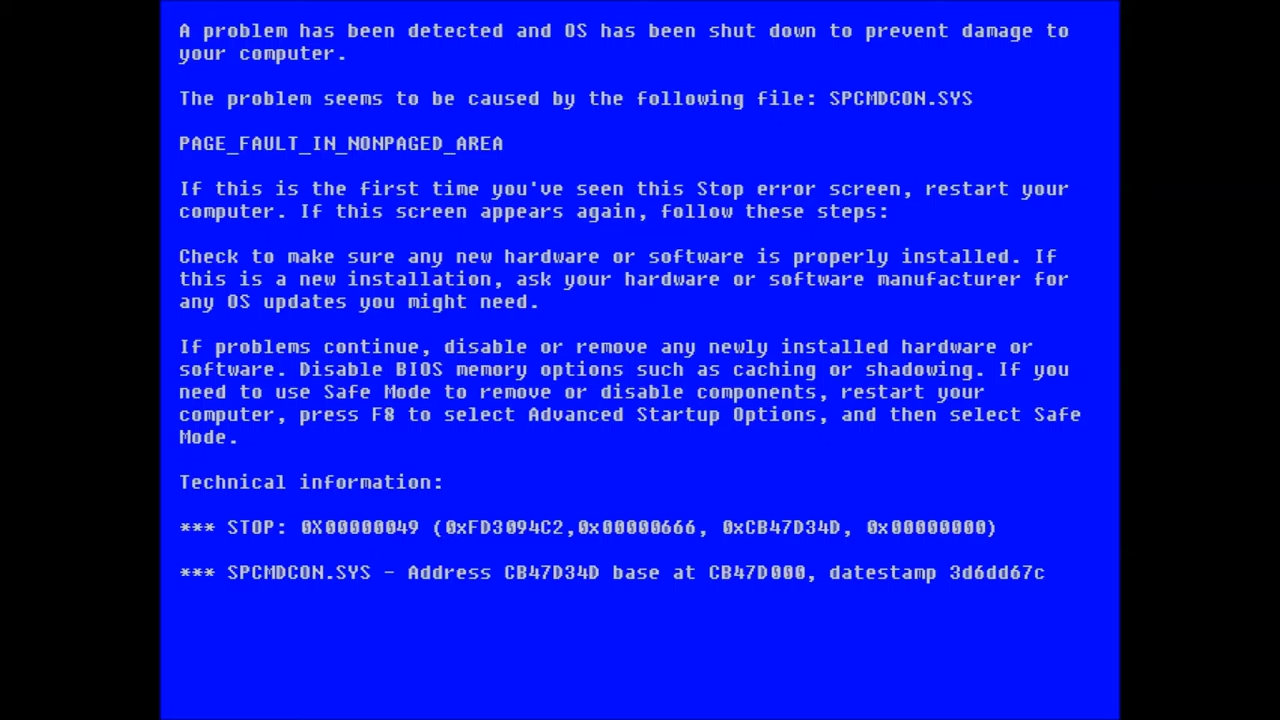 A problem has been detected and OS has been shut down to prevent damage to
your computer.
The problem seems to be caused by the following file: SPCMDCON.SYS
PAGE_FAULT_IN_NONPAGED_AREA
If this is the first time you've seen this Stop error screen, restart your
computer. If this screen appears again, follow these steps:
Check to make sure any new hardware or software is properly installed. If
this is a new installation, ask your hardware or software manufacturer for
any OS updates you might need.
If problems continue, disable or remove any newly installed hardware or
software. Disable BIOS memory options such as caching or shadowing. If you
need to use Safe Mode to remove or disable components, restart your
computer, press F8 to select Advanced Startup Options, and then select Safe
Mode.
Technical information:
*** STOP: 0X00000049 (0xFD3094C2,0x00000666, 0xCB47D34D, 0x00000000)
*** SPCMDCON.SYS - Address CB47D34D base at CB47D000, datestamp 3d6dd67c